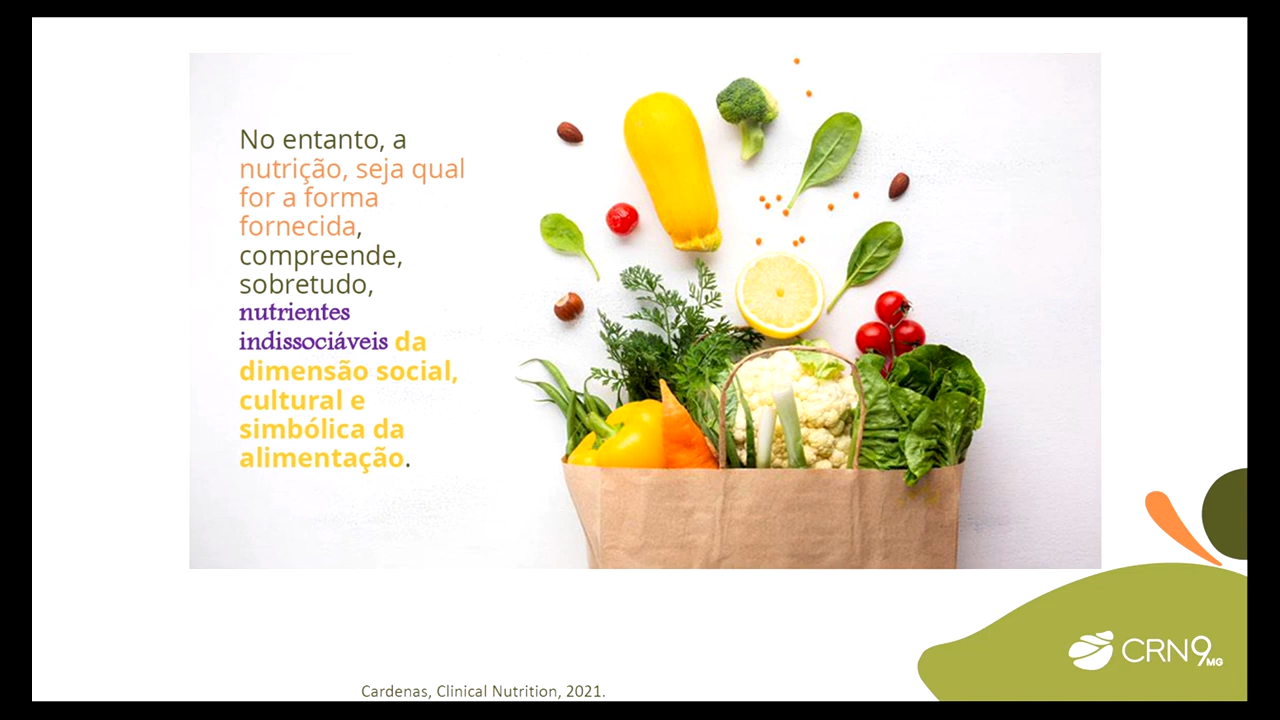 No entanto, a
nutrição, seja qual
for a forma
fornecida,
compreende,
sobretudo,
nutrientes
indissociáveis da
dimensão social,
cultural e
simbólica da
alimentação.
CRN9MG
Cardenas, Clinical Nutrition, 2021.